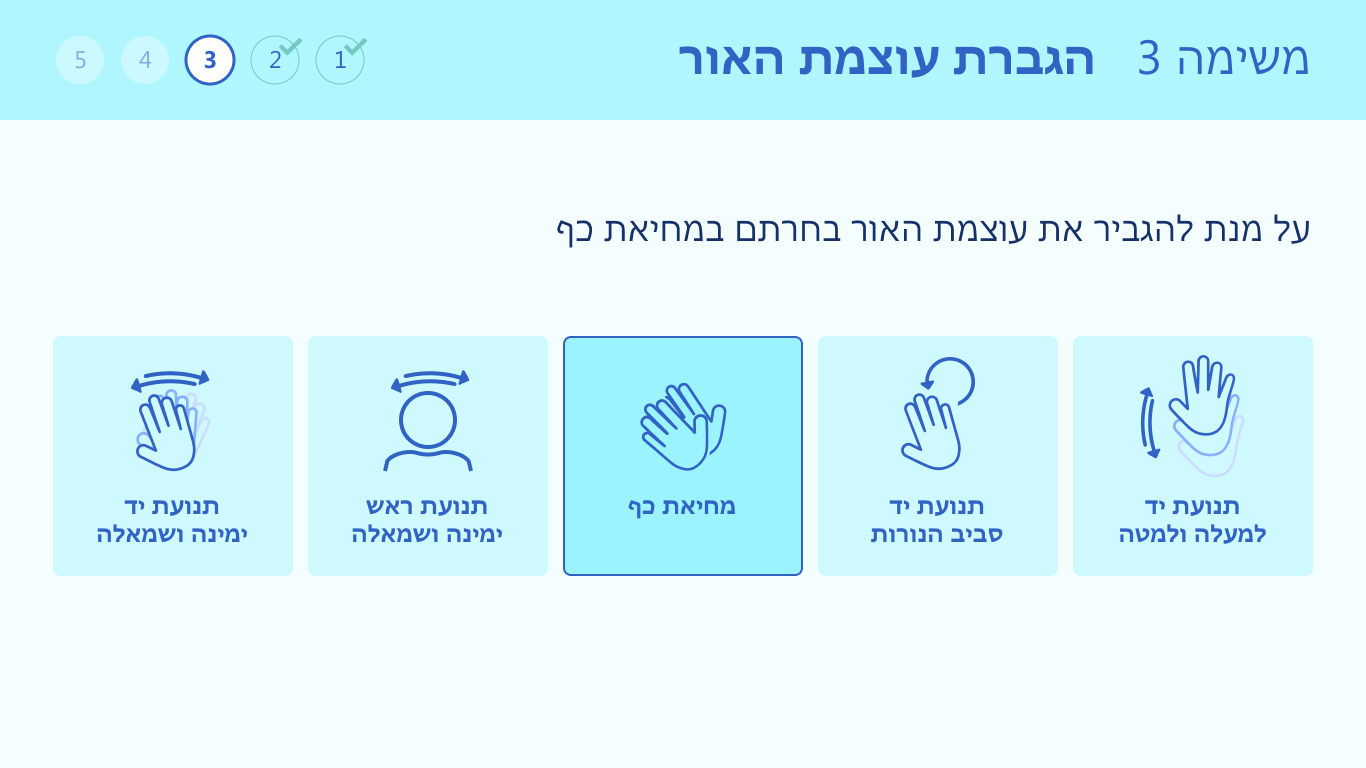 משימה 3 הגברת עוצמת האור
1 2 3 4 5
על מנת להגביר את עוצמת האור בחרתם במחיאת כף
תנועת יד
למעלה ולמטה
תנועת יד
סביב הנורות
מחיאת כף
תנועת ראש
ימינה ושמאלה
תנועת יד
ימינה ושמאלה